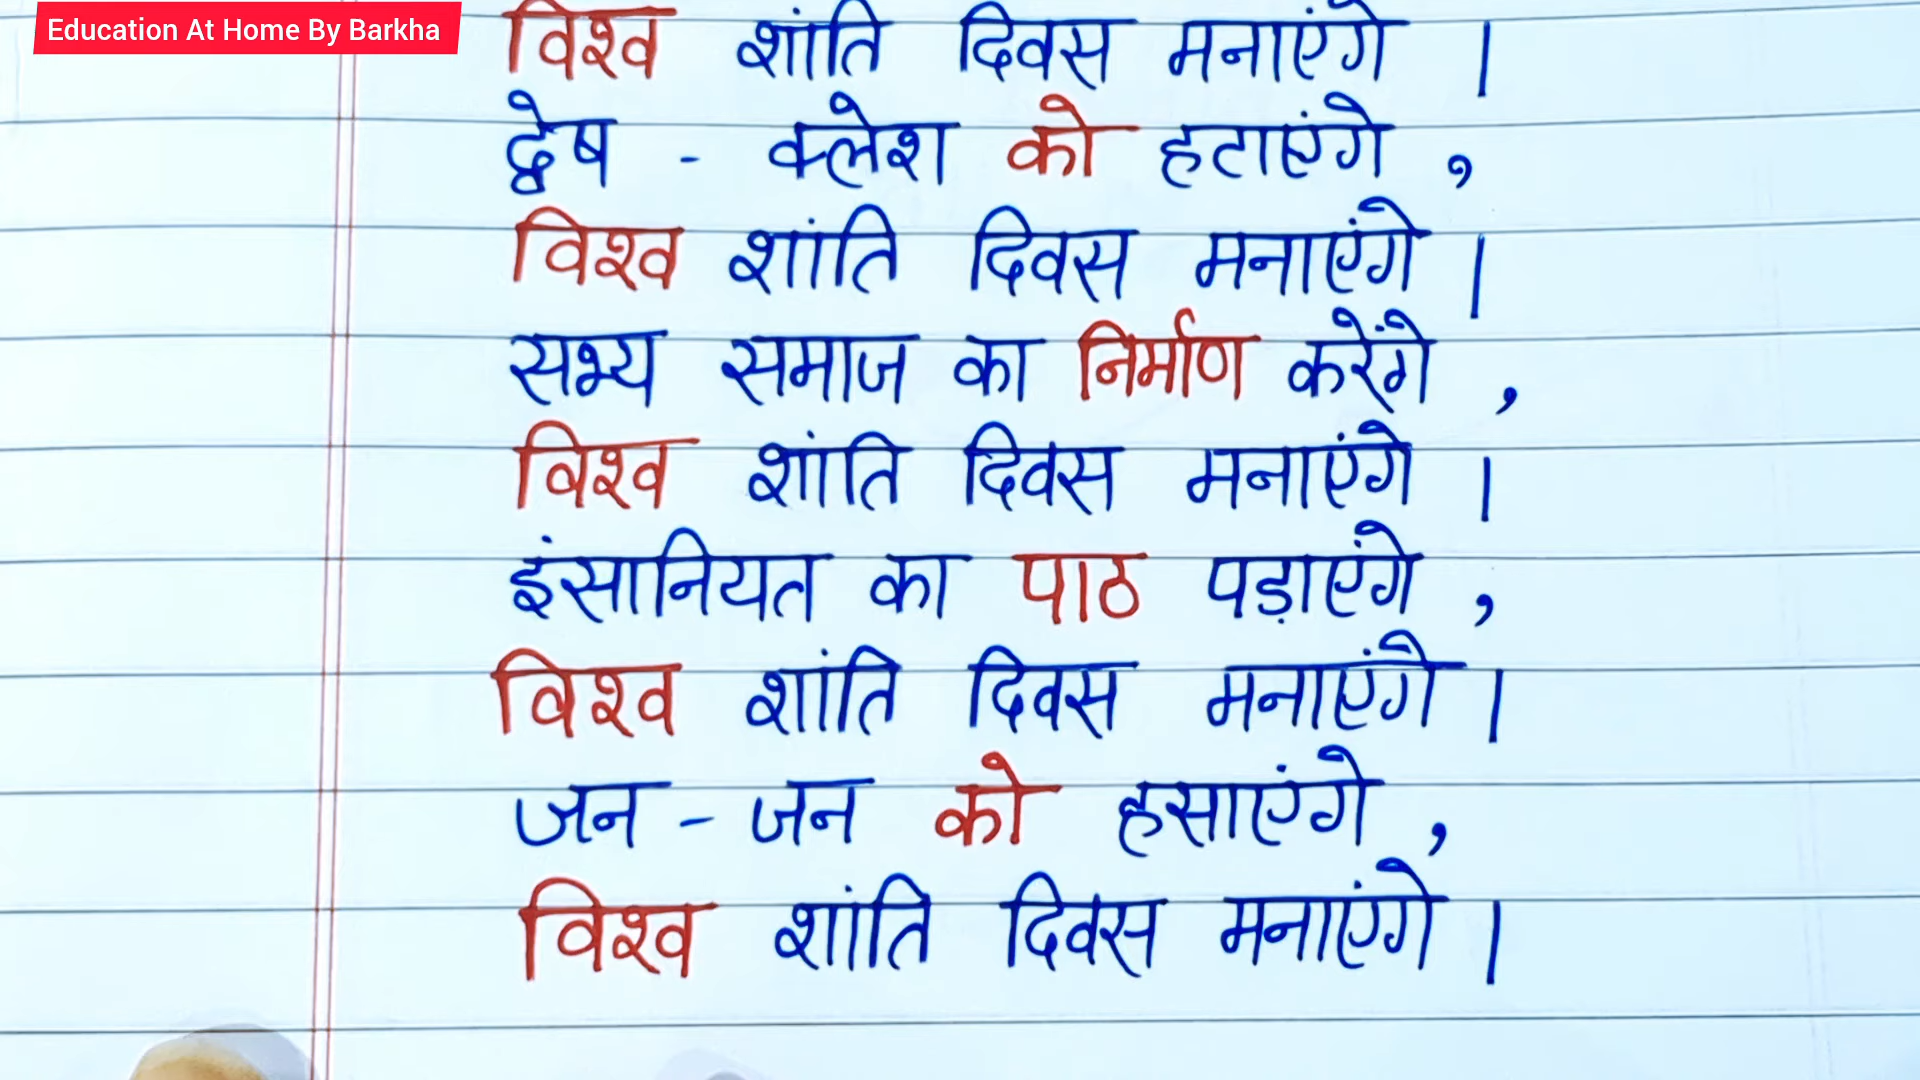 Education At Home By Barkha
विश्व शांति दिवस मनाएंगे ।
द्वेष - क्लेश को हटाएंगे ,
विश्व शांति दिवस मनाएंगे ।
सभ्य समाज का निर्माण करेंगे ,
विश्व शांति दिवस मनाएंगे ।
इंसानियत का पाठ पड़ाएंगे ,
विश्व शांति दिवस मनाएंगे ।
जन - जन को हसाएंगे ,
विश्व शांति दिवस मनाएंगे ।